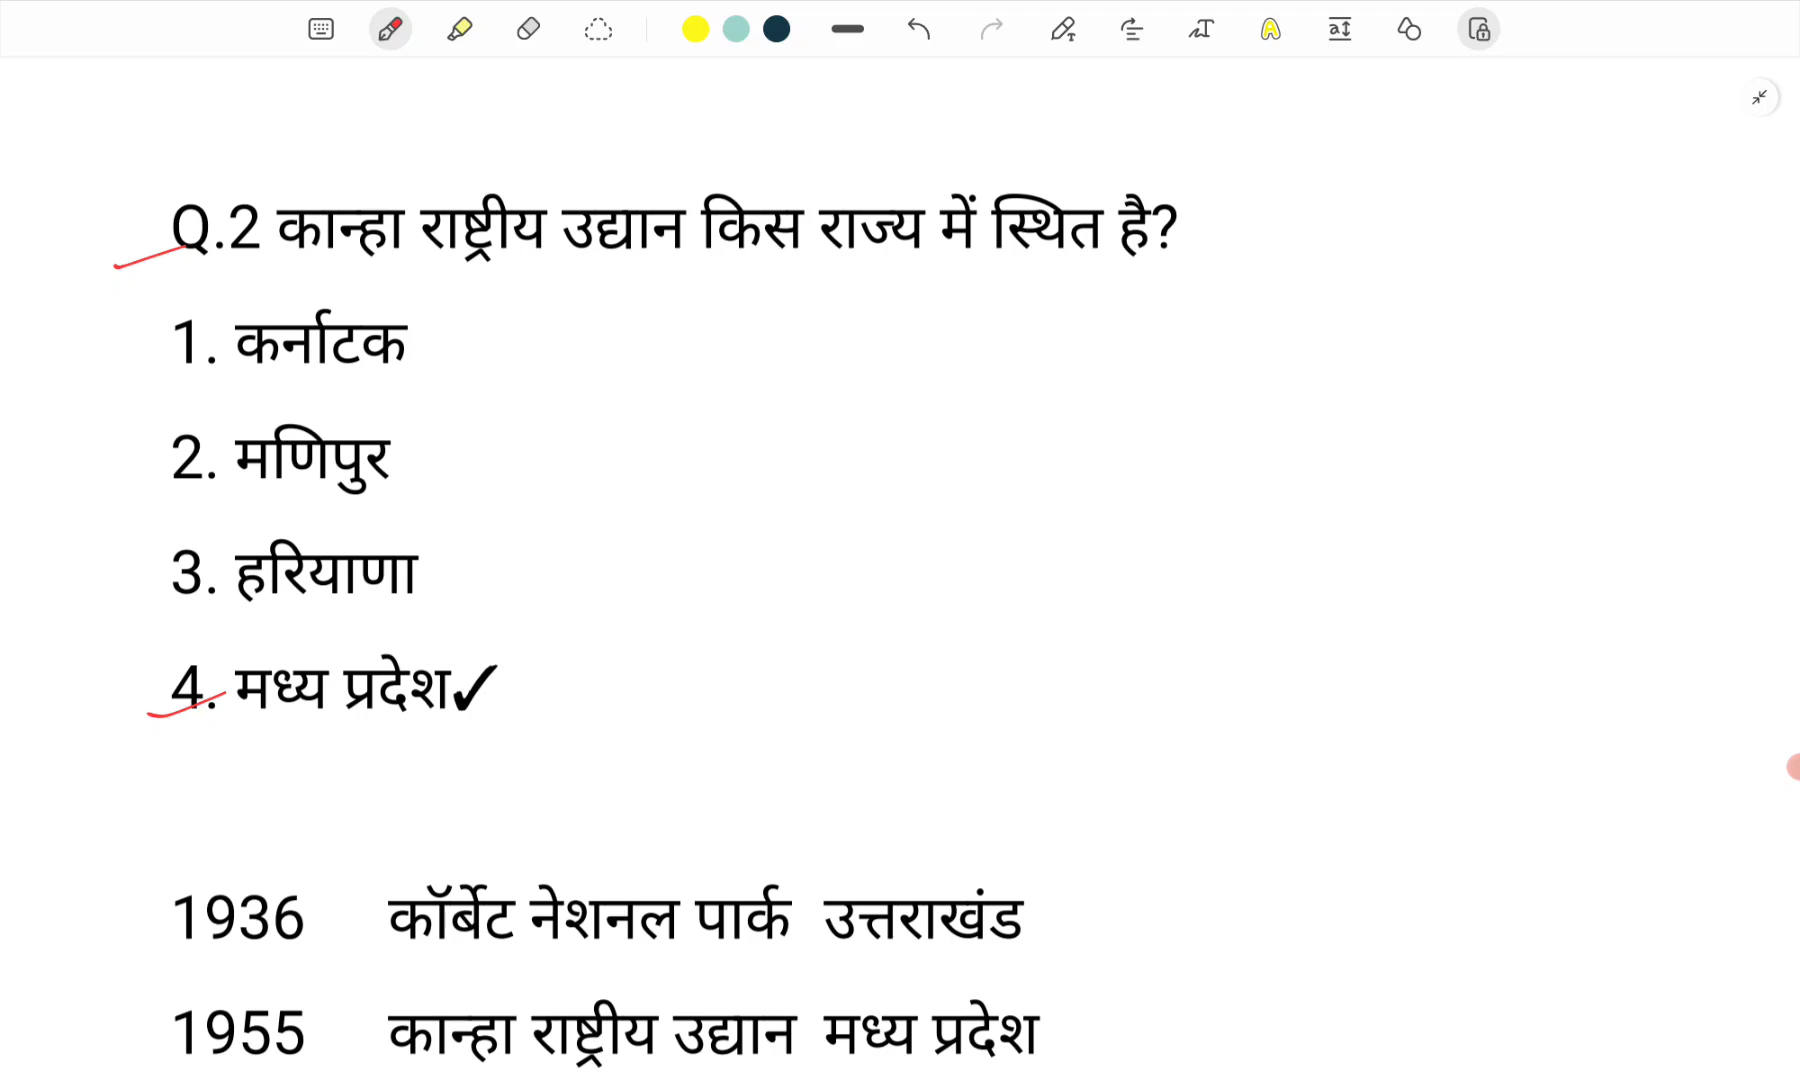 Q.2 कान्हा राष्ट्रीय उद्यान किस राज्य में स्थित है?
1. कर्नाटक
2. मणिपुर
3. हरियाणा
4. मध्य प्रदेश✓
1936 कॉर्बेट नेशनल पार्क उत्तराखंड
1955 कान्हा राष्ट्रीय उद्यान मध्य प्रदेश